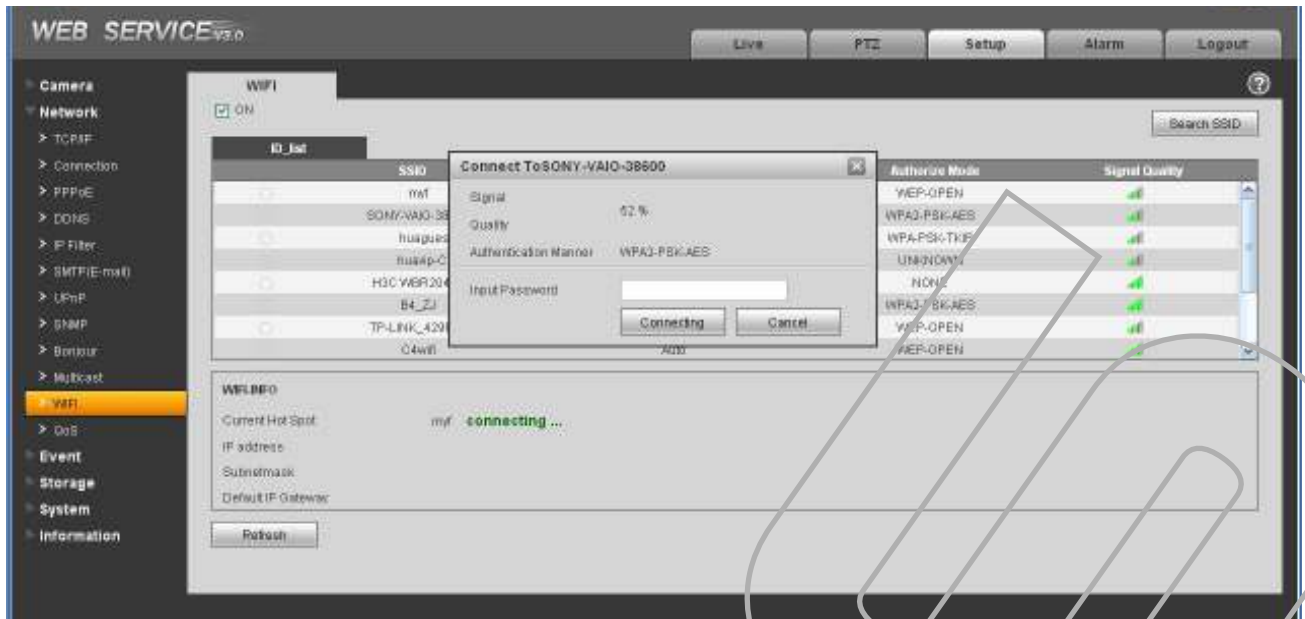 WEB SERVICE V3.0
Live PTZ Setup Alarm Logout
Camera
Network
TCP/IP
Connection
PPPoE
DDNS
IP Filter
SMTP(E-mail)
UPnP
SNMP
Bonjour
Multicast
WIFI
QoS
Event
Storage
System
Information
WIFI
ON
Search SSID
ID_list
SSID Authorize Mode Signal Quality
myf WEP-OPEN
SONY-VAIO-38 WPA2-PSK-AES
huagues WPA-PSK-TKIP
huawp-C UNKNOWN
H3C WBR204 NONE
B4_ZJ WPA2-PSK-AES
TP-LINK_429 WEP-OPEN
C4wifi Auto WEP-OPEN
Connect ToSONY-VAIO-38600
Signal
Quality
62 %
Authentication Manner WPA2-PSK-AES
Input Password
Connecting Cancel
WIFI INFO
Current Hot Spot myf connecting ...
IP address
Subnetmask
Default IP Gateway
Refresh